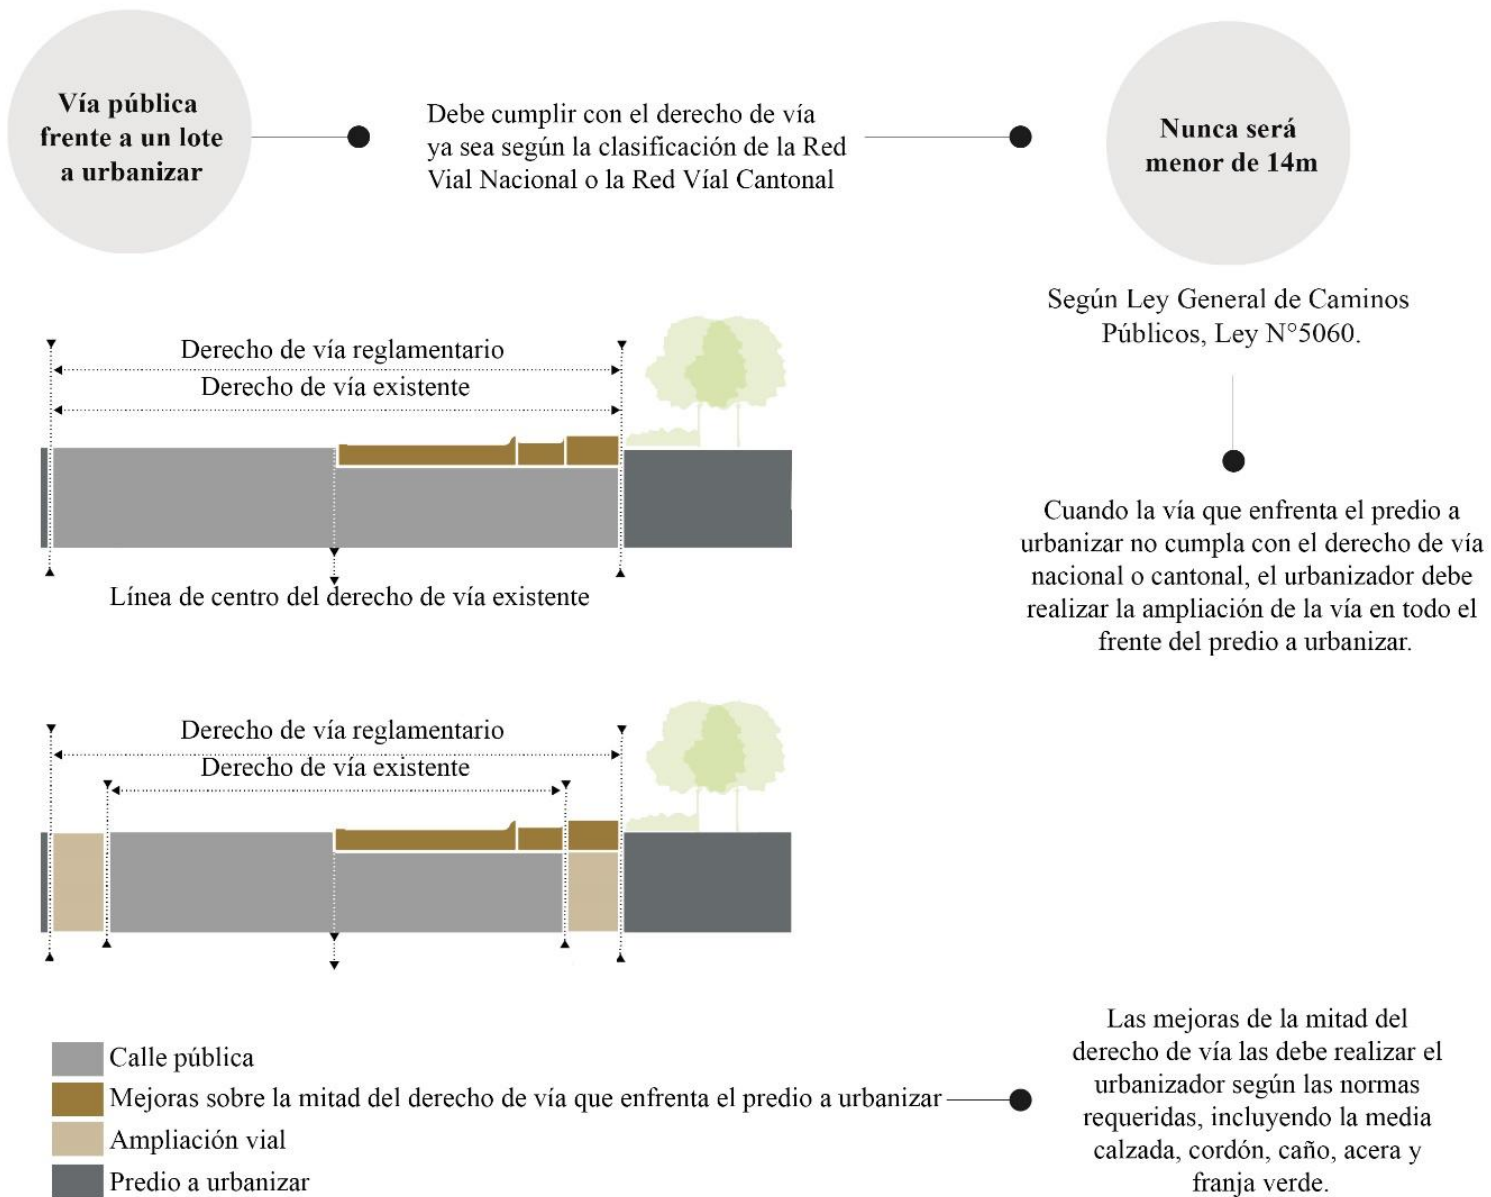 Vía pública
frente a un lote
a urbanizar
Debe cumplir con el derecho de vía
ya sea según la clasificación de la Red
Vial Nacional o la Red Víal Cantonal
Nunca será
menor de 14m
Según Ley General de Caminos
Públicos, Ley N°5060.
Cuando la vía que enfrenta el predio a
urbanizar no cumpla con el derecho de vía
nacional o cantonal, el urbanizador debe
realizar la ampliación de la vía en todo el
frente del predio a urbanizar.
Derecho de vía reglamentario
Derecho de vía existente
Línea de centro del derecho de vía existente
Derecho de vía reglamentario
Derecho de vía existente
Calle pública
Mejoras sobre la mitad del derecho de vía que enfrenta el predio a urbanizar
Ampliación vial
Predio a urbanizar
Las mejoras de la mitad del
derecho de vía las debe realizar el
urbanizador según las normas
requeridas, incluyendo la media
calzada, cordón, caño, acera y
franja verde.